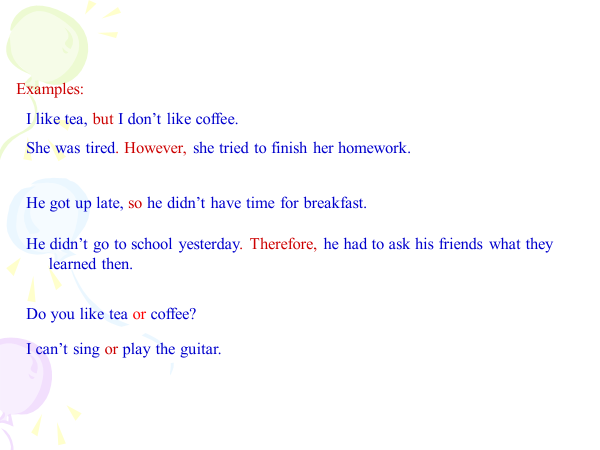 Examples:
I like tea, but I don’t like coffee.
She was tired. However, she tried to finish her homework.
He got up late, so he didn’t have time for breakfast.
He didn’t go to school yesterday. Therefore, he had to ask his friends what they
learned then.
Do you like tea or coffee?
I can’t sing or play the guitar.